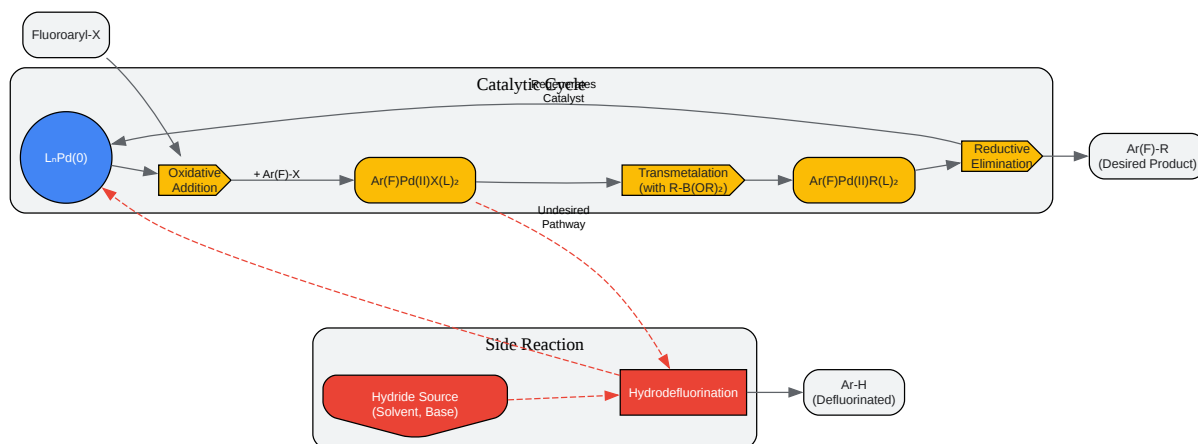 Fluoroaryl-X
Catalytic Cycle
Regenerates
Catalyst
LₙPd(0)
Oxidative
Addition
+ Ar(F)-X
Ar(F)Pd(II)X(L)₂
Transmetalation
(with R-B(OR)₂)
Ar(F)Pd(II)R(L)₂
Reductive
Elimination
Ar(F)-R
(Desired Product)
Undesired
Pathway
Side Reaction
Hydride Source
(Solvent, Base)
Hydrodefluorination
Ar-H
(Defluorinated)